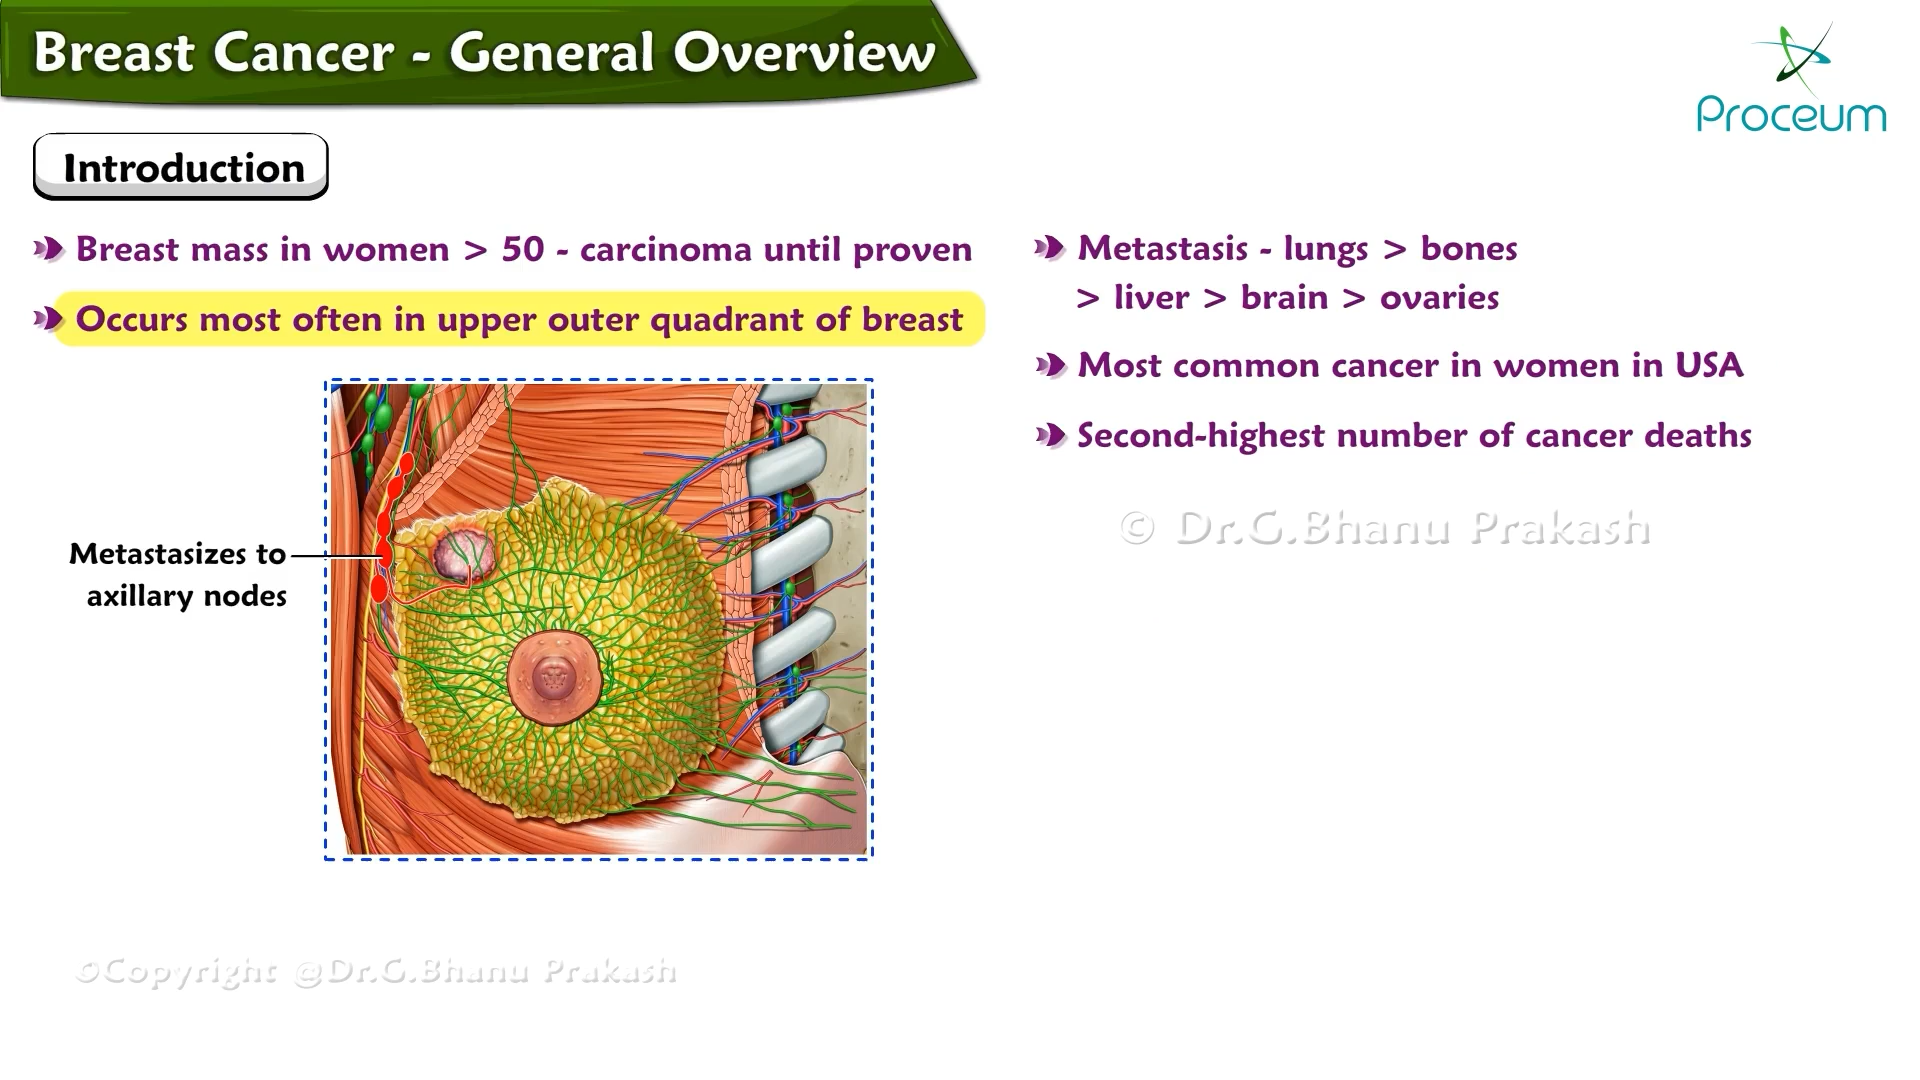 Breast Cancer - General Overview
Proceum
Introduction
Breast mass in women > 50 - carcinoma until proven
Occurs most often in upper outer quadrant of breast
Metastasizes to
axillary nodes
Metastasis - lungs > bones
> liver > brain > ovaries
Most common cancer in women in USA
Second-highest number of cancer deaths
© Dr.G.Bhanu Prakash
©Copyright @Dr.G.Bhanu Prakash